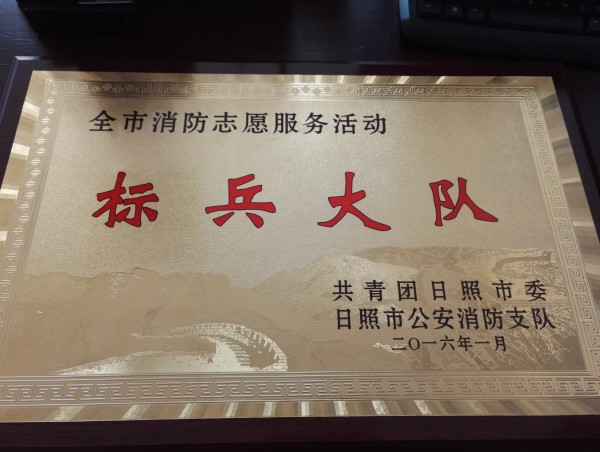 全市消防志愿服务活动
标兵大队
共青团日照市委
日照市公安消防支队
二〇一六年一月